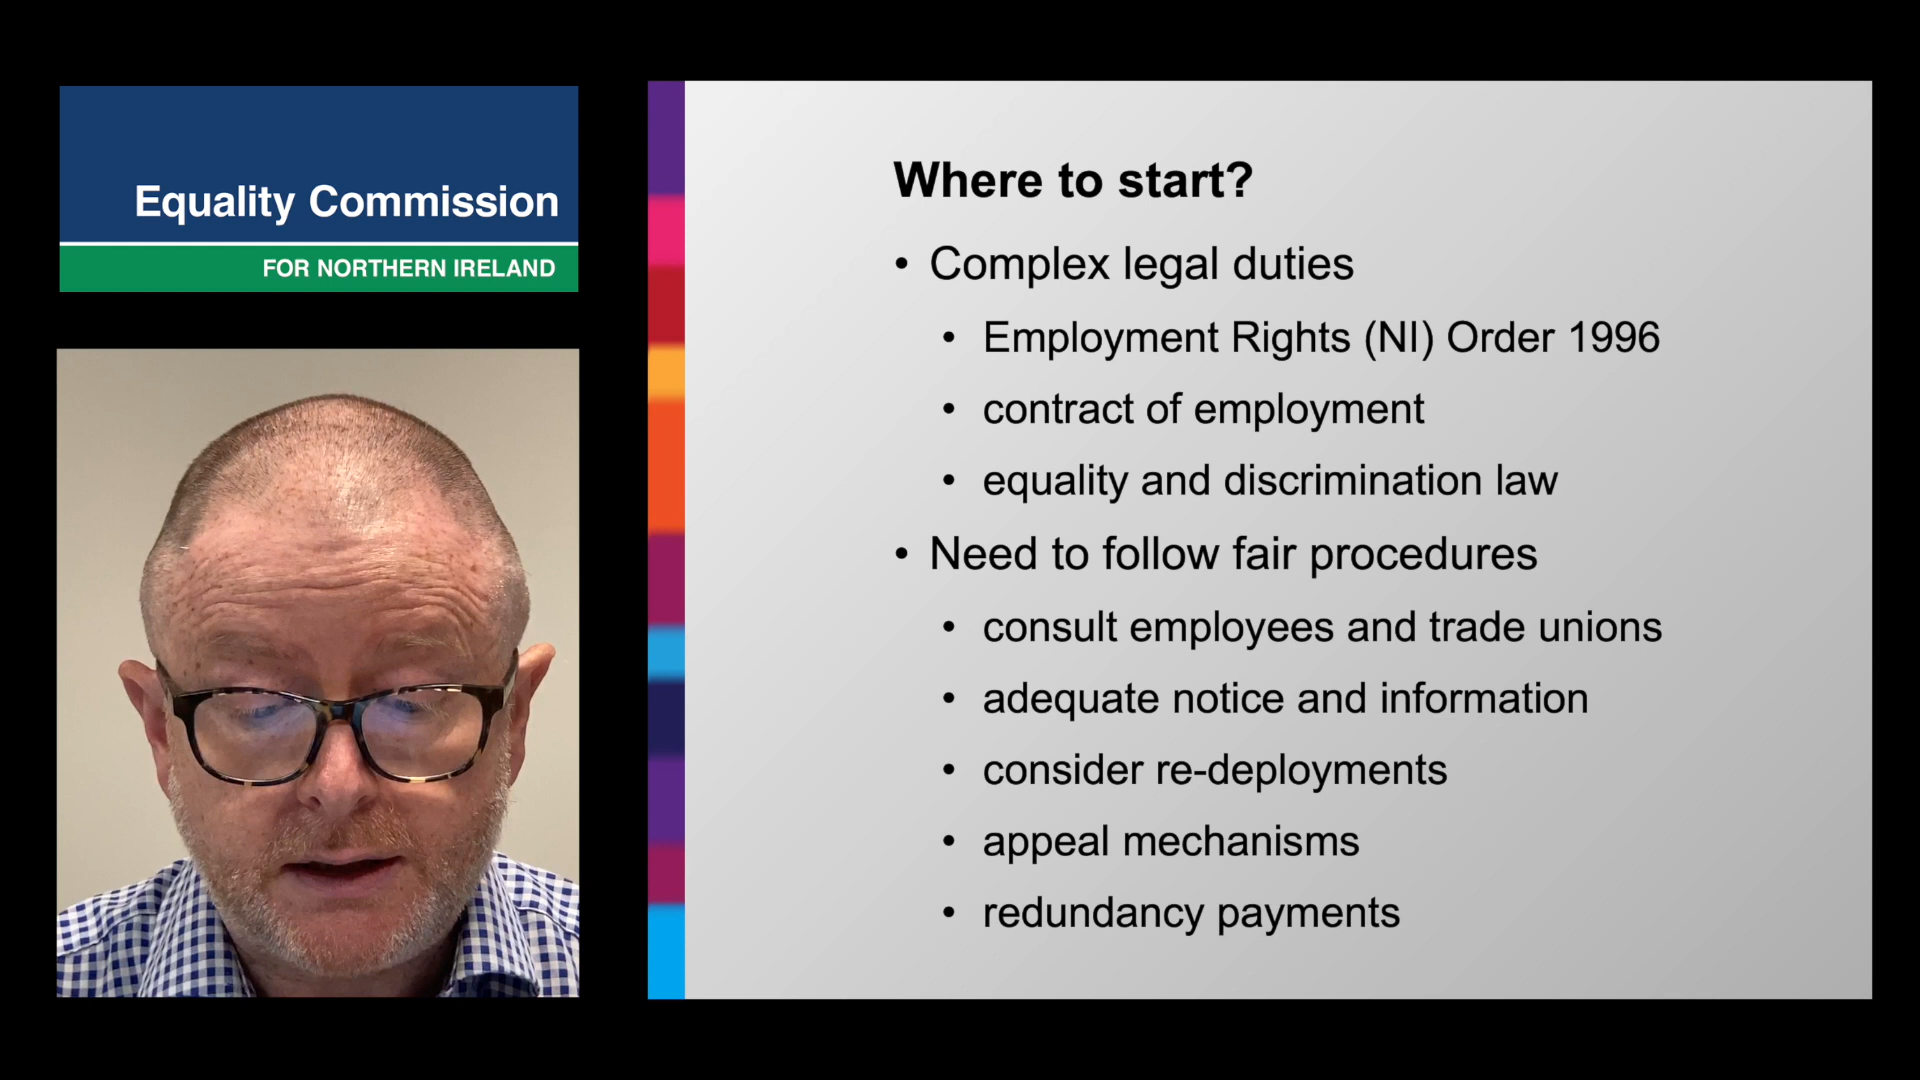 Equality Commission
FOR NORTHERN IRELAND
Where to start?
• Complex legal duties
• Employment Rights (NI) Order 1996
• contract of employment
• equality and discrimination law
• Need to follow fair procedures
• consult employees and trade unions
• adequate notice and information
• consider re-deployments
• appeal mechanisms
• redundancy payments